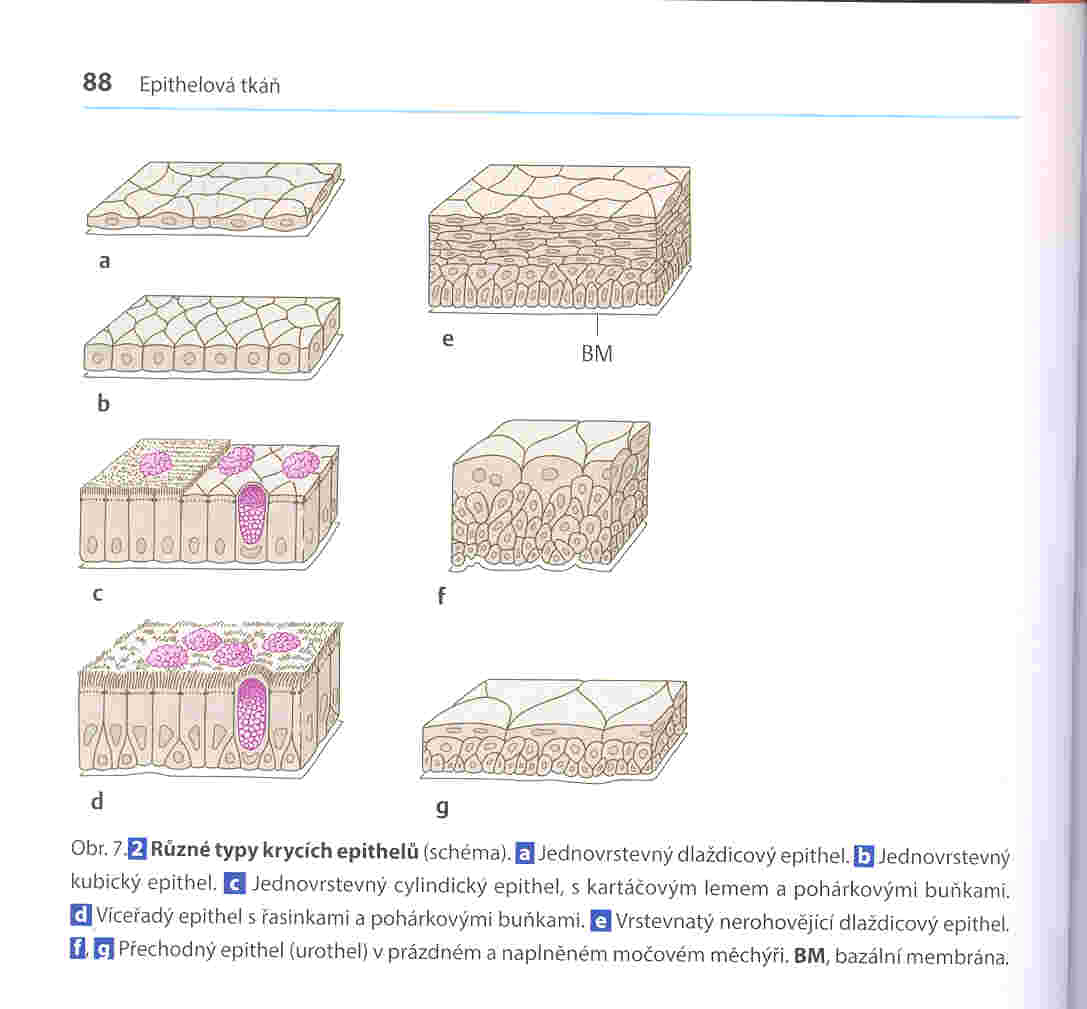 88 Epithelová tkáň
a
b
c
d
e
BM
f
g
Obr. 7.2 Různé typy krycích epithelů (schéma). a Jednovrstevný dlaždicový epithel. b Jednovrstevný
kubický epithel. c Jednovrstevný cylindický epithel, s kartáčovým lemem a pohárkovými buňkami.
d Víceřadý epithel s řasinkami a pohárkovými buňkami. e Vrstevnatý nerohovějící dlaždicový epithel.
f, g Přechodný epithel (urothel) v prázdném a naplněném močovém měchýři. BM, bazální membrána.